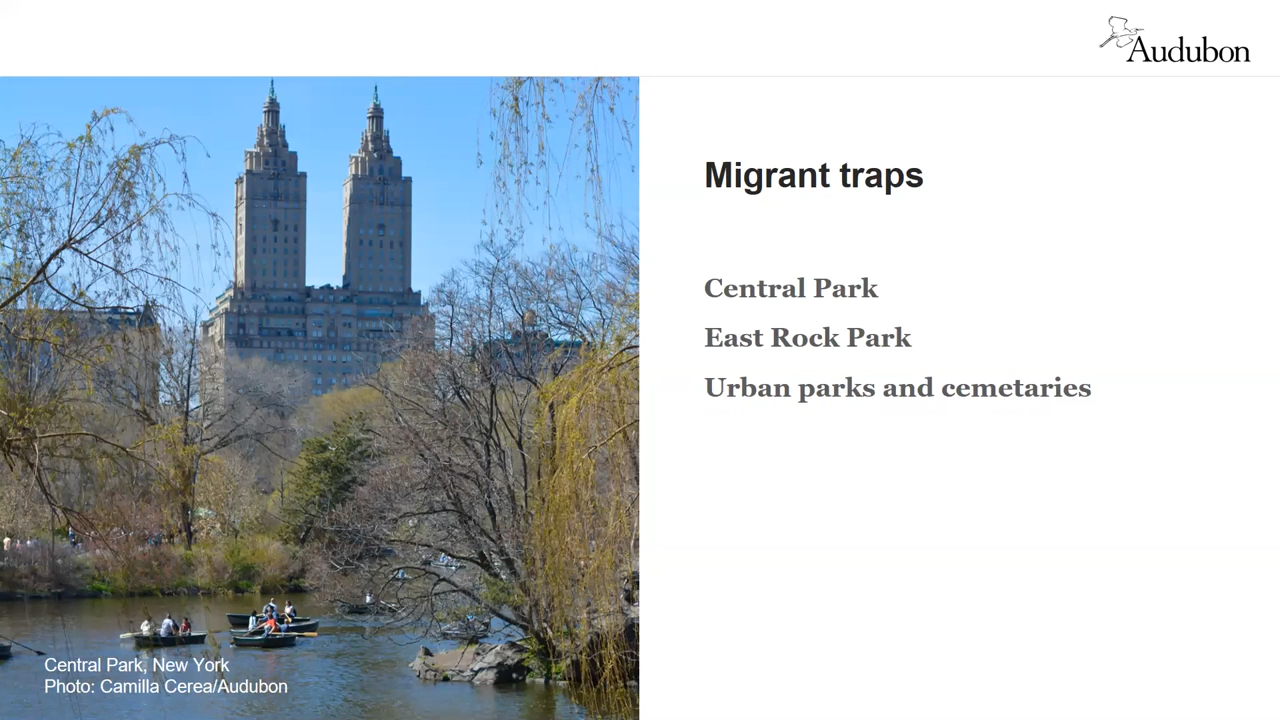 Audubon
Migrant traps
Central Park
East Rock Park
Urban parks and cemetaries
Central Park, New York
Photo: Camilla Cerea/Audubon